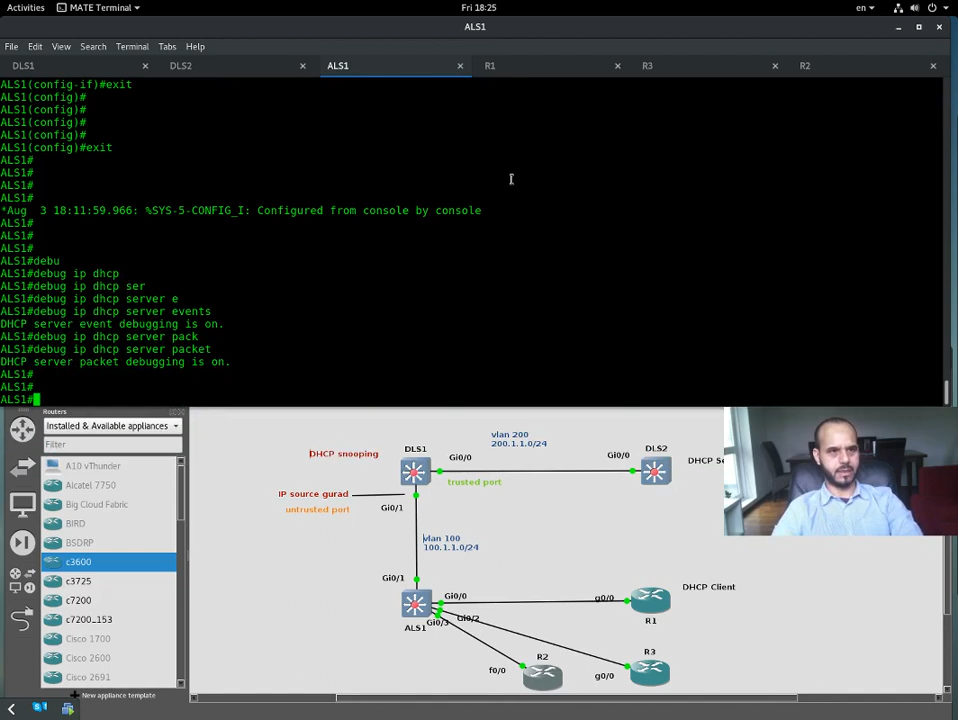 Activities
MATE Terminal
Fri 18:25
en
ALS1
File Edit View Search Terminal Tabs Help
DLS1
DLS2
ALS1
R1
R3
R2
ALS1(config-if)#exit
ALS1(config)#
ALS1(config)#
ALS1(config)#
ALS1(config)#
ALS1(config)#exit
ALS1#
ALS1#
ALS1#
ALS1#
*Aug  3 18:11:59.966: %SYS-5-CONFIG_I: Configured from console by console
ALS1#
ALS1#
ALS1#
ALS1#debu
ALS1#debug ip dhcp
ALS1#debug ip dhcp ser
ALS1#debug ip dhcp server e
ALS1#debug ip dhcp server events
DHCP server event debugging is on.
ALS1#debug ip dhcp server pack
ALS1#debug ip dhcp server packet
DHCP server packet debugging is on.
ALS1#
ALS1#
ALS1#
Routers
Installed & Available appliances
Filter
A10 vThunder
Alcatel 7750
Big Cloud Fabric
BIRD
BSDRP
c3600
c3725
c7200
c7200_153
Cisco 1700
Cisco 2600
Cisco 2691
New appliance template
vlan 200
200.1.1.0/24
DHCP snooping
DLS1
Gi0/0
Gi0/0
DLS2
DHCP Se
trusted port
IP source gurad
untrusted port
Gi0/1
vlan 100
100.1.1.0/24
Gi0/1
Gi0/0
g0/0
DHCP Client
R1
ALS1
Gi0/3
Gi0/2
R2
f0/0
R3
g0/0